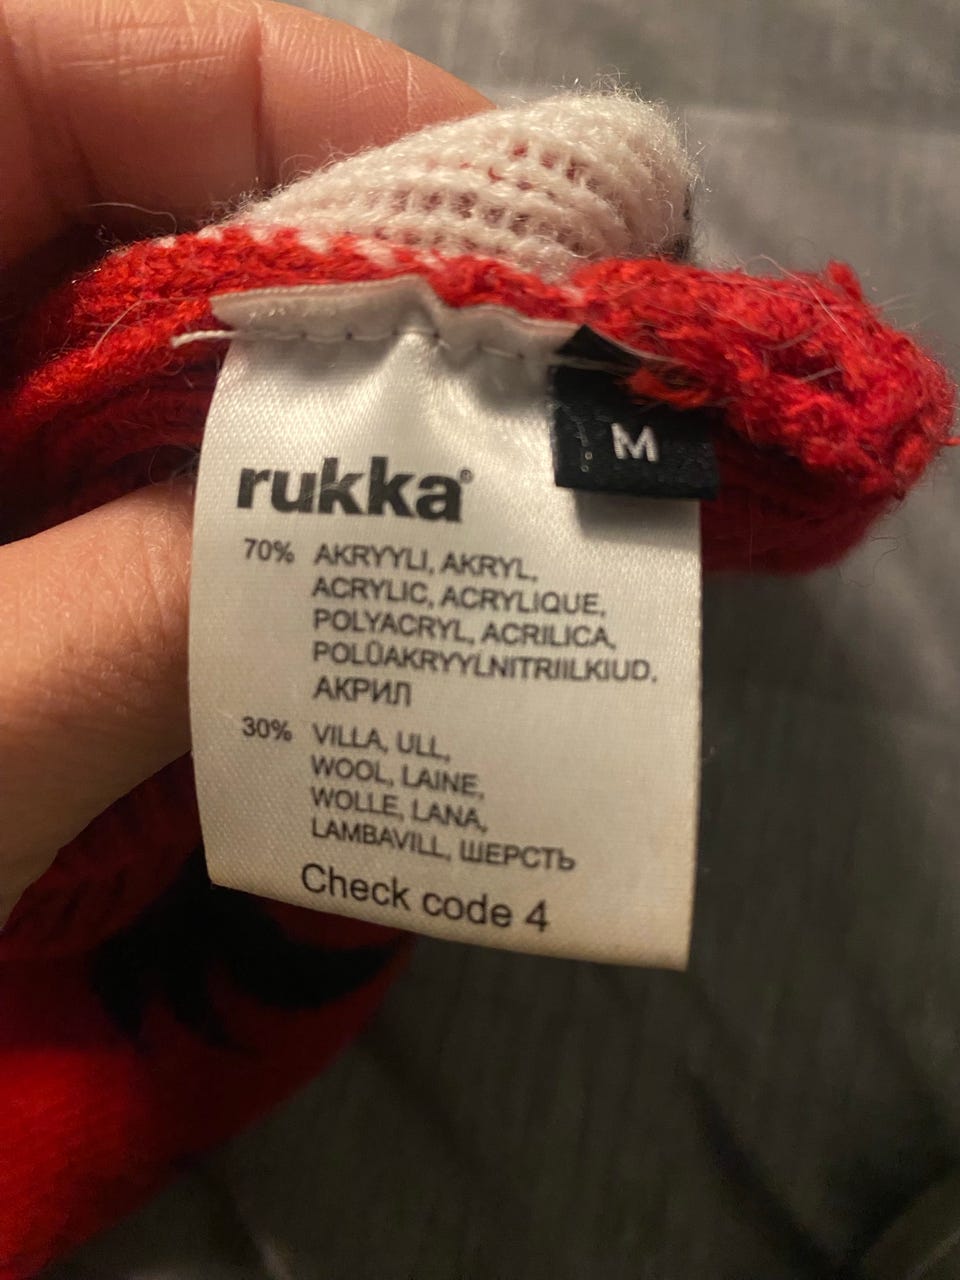 M
rukka®
70% AKRYYLI, AKRYL,
ACRYLIC, ACRYLIQUE,
POLYACRYL, ACRILICA,
POLÜAKRYYLNITRIILKIUD,
АКРИЛ
30% VILLA, ULL,
WOOL, LAINE,
WOLLE, LANA,
LAMBAVILL, ШЕРСТЬ
Check code 4